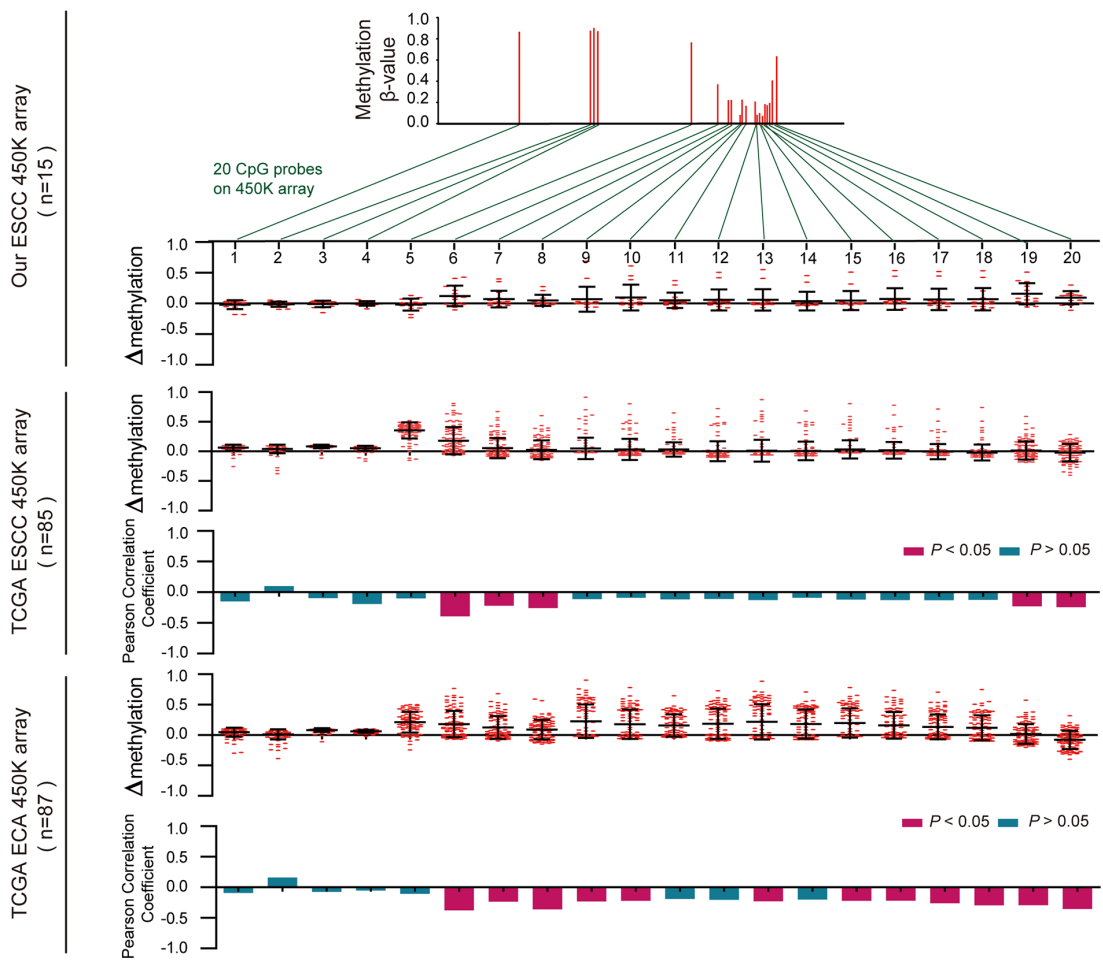 Our ESCC 450K array
( n=15)
Methylation
β-value
1.0
0.8
0.6
0.4
0.2
0.0
20 CpG probes
on 450K array
Δmethylation
1.0
0.5
0.0
-0.5
-1.0
1 2 3 4 5 6 7 8 9 10 11 12 13 14 15 16 17 18 19 20
TCGA ESCC 450K array
( n=85)
Δmethylation
1.0
0.5
0.0
-0.5
-1.0
Pearson Correlation
Coefficient
1.0
0.5
0.0
-0.5
-1.0
P < 0.05 P > 0.05
TCGA ECA 450K array
( n=87)
Δmethylation
1.0
0.5
0.0
-0.5
-1.0
Pearson Correlation
Coefficient
1.0
0.5
0.0
-0.5
-1.0
P < 0.05 P > 0.05